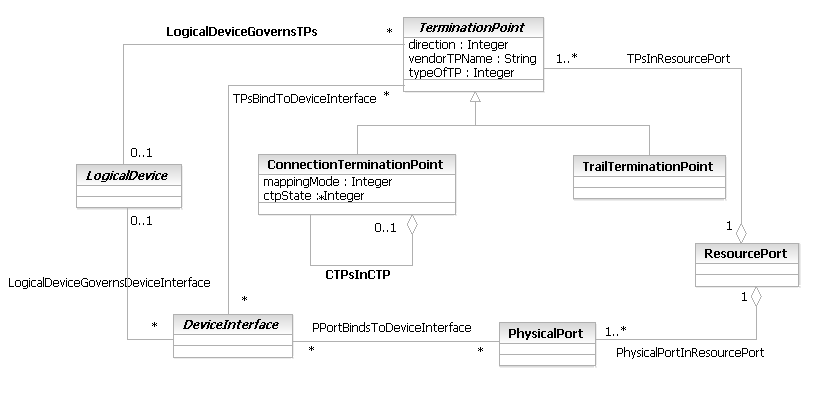 LogicalDeviceGovernsTPs
*
TerminationPoint
direction : Integer
vendorTPName : String
typeOfTP : Integer
1..*
TPsInResourcePort
TPsBindToDeviceInterface
*
0..1
LogicalDevice
0..1
ConnectionTerminationPoint
mappingMode : Integer
ctpState : Integer
*
0..1
CTPsInCTP
TrailTerminationPoint
1
ResourcePort
1
LogicalDeviceGovernsDeviceInterface
*
*
DeviceInterface
PPortBindsToDeviceInterface
*
*
PhysicalPort
1..*
PhysicalPortInResourcePort